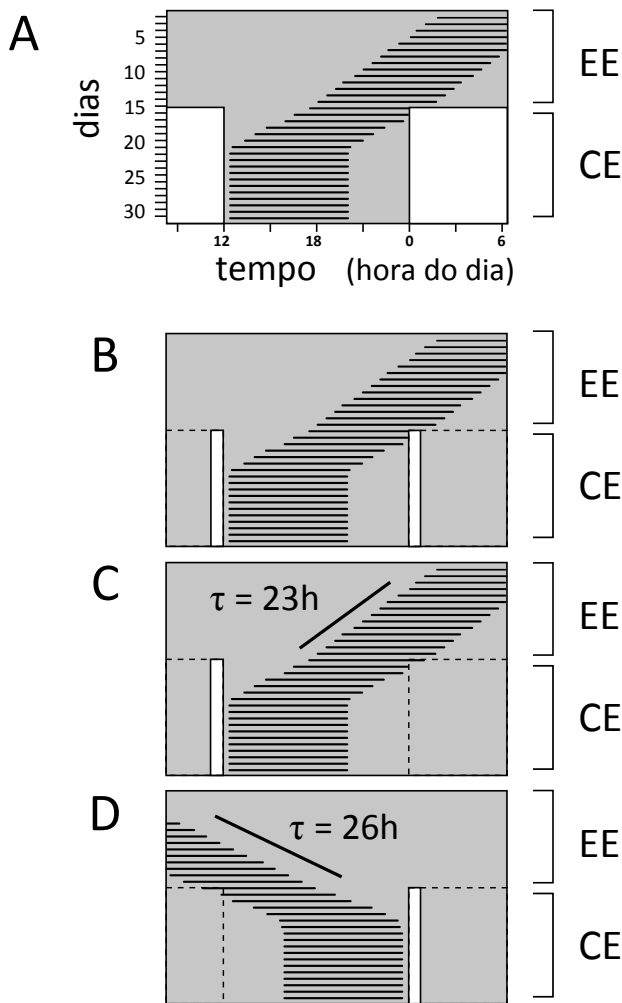 A
EE
CE
dias
5
10
15
20
25
30
12 18 0 6
tempo (hora do dia)
B
EE
CE
C
τ = 23h
EE
CE
D
τ = 26h
EE
CE